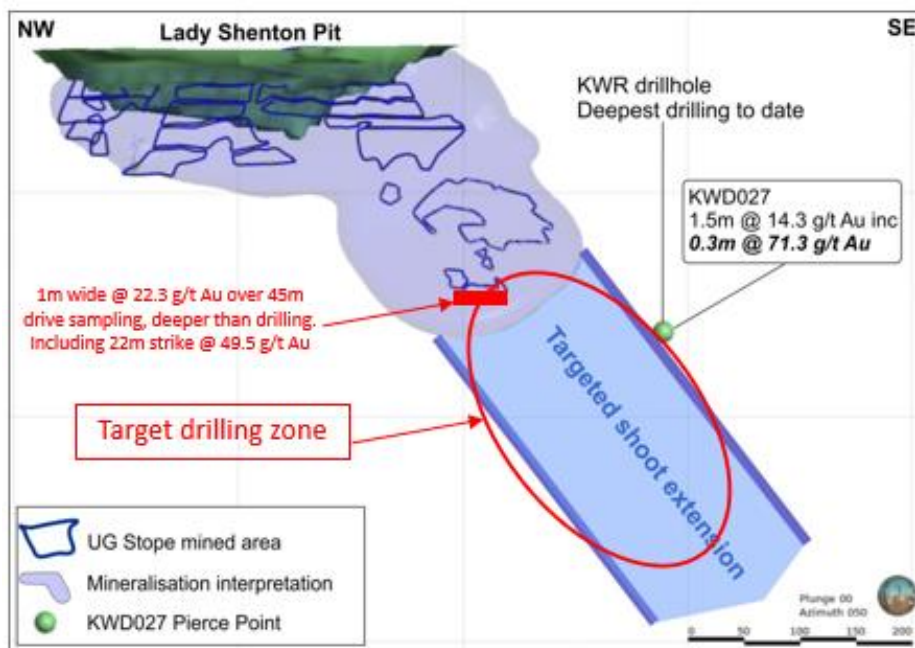 NW
Lady Shenton Pit
SE
KWR drillhole
Deepest drilling to date
KWD027
1.5m @ 14.3 g/t Au inc
0.3m @ 71.3 g/t Au
1m wide @ 22.3 g/t Au over 45m
drive sampling, deeper than drilling.
Including 22m strike @ 49.5 g/t Au
Target drilling zone
Targeted shoot extension
UG Stope mined area
Mineralisation interpretation
KWD027 Pierce Point
Plunge 00
Azimuth 050
0 50 100 150 200